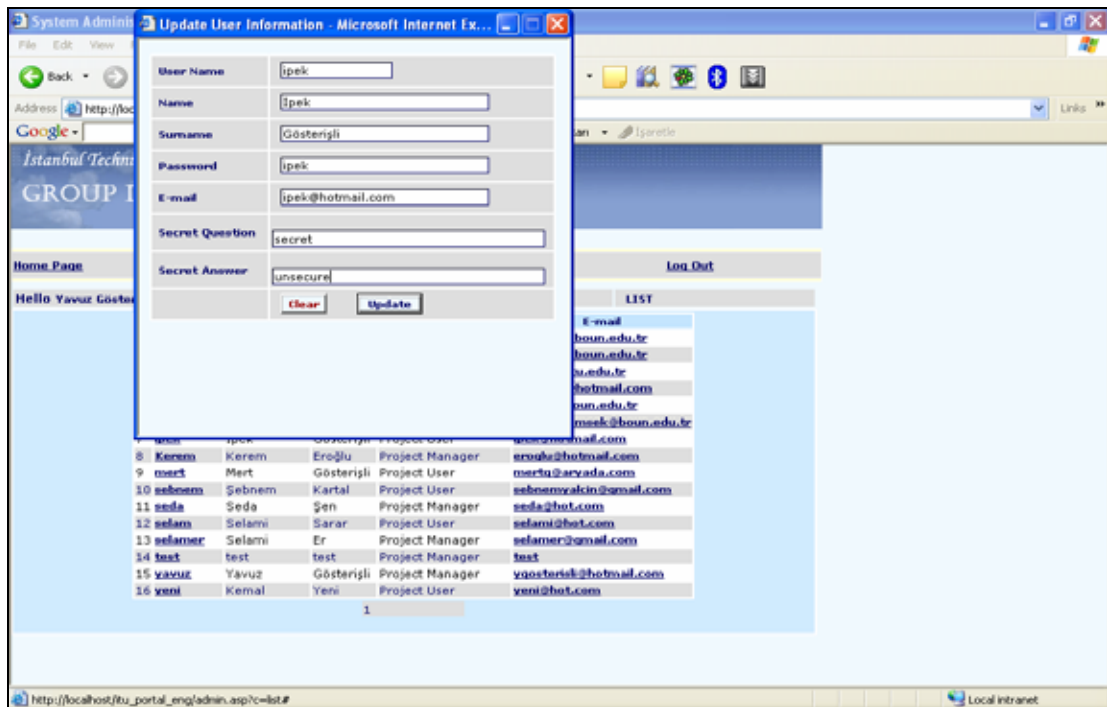 System Adminis
Update User Information - Microsoft Internet Ex...
File Edit View
Back
Address http://loc
Links
Google
İşaretle
İstanbul Techn
GROUP I
User Name ipek
Name İpek
Surname Gösterişli
Password ipek
E-mail ipek@hotmail.com
Secret Question secret
Secret Answer unsecure
Clear Update
Home Page
Log Out
Hello Yavuz Göster
LIST
E-mail
boun.edu.tr
boun.edu.tr
u.edu.tr
hotmail.com
oun.edu.tr
msek@boun.edu.tr
8 Kerem Kerem Eroğlu Project Manager eroglu@hotmail.com
9 mert Mert Gösterişli Project User mertg@aryada.com
10 sebnem Şebnem Kartal Project User sebnemyalcin@gmail.com
11 seda Seda Şen Project Manager seda@hot.com
12 selam Selami Sarar Project User selami@hot.com
13 selamer Selami Er Project Manager selamer@gmail.com
14 test test test Project Manager test
15 yavuz Yavuz Gösterişli Project Manager ygosterisli@hotmail.com
16 yeni Kemal Yeni Project User yeni@hot.com
1
http://localhost/itu_portal_eng/admin.asp?c=list#
Local intranet